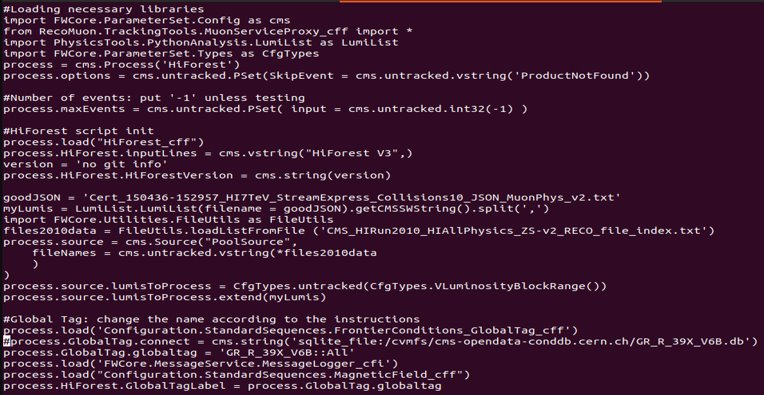 #Loading necessary libraries
import FWCore.ParameterSet.Config as cms
from RecoMuon.TrackingTools.MuonServiceProxy_cff import *
import PhysicsTools.PythonAnalysis.LumiList as LumiList
import FWCore.ParameterSet.Types as CfgTypes
process = cms.Process('HiForest')
process.options = cms.untracked.PSet(SkipEvent = cms.untracked.vstring('ProductNotFound'))
#Number of events: put '-1' unless testing
process.maxEvents = cms.untracked.PSet( input = cms.untracked.int32(-1) )
#HiForest script init
process.load("HiForest_cff")
process.HiForest.inputLines = cms.vstring("HiForest V3",)
version = 'no git info'
process.HiForest.HiForestVersion = cms.string(version)
goodJSON = 'Cert_150436-152957_HI7TeV_StreamExpress_Collisions10_JSON_MuonPhys_v2.txt'
myLumis = LumiList.LumiList(filename = goodJSON).getCMSSWString().split(',')
import FWCore.Utilities.FileUtils as FileUtils
files2010data = FileUtils.loadListFromFile ('CMS_HIRun2010_HIAllPhysics_ZS-v2_RECO_file_index.txt')
process.source = cms.Source("PoolSource",
fileNames = cms.untracked.vstring(*files2010data
)
)
process.source.lumisToProcess = CfgTypes.untracked(CfgTypes.VLuminosityBlockRange())
process.source.lumisToProcess.extend(myLumis)
#Global Tag: change the name according to the instructions
process.load('Configuration.StandardSequences.FrontierConditions_GlobalTag_cff')
#process.GlobalTag.connect = cms.string('sqlite_file:/cvmfs/cms-opendata-conddb.cern.ch/GR_R_39X_V6B.db')
process.GlobalTag.globaltag = 'GR_R_39X_V6B::All'
process.load('FWCore.MessageService.MessageLogger_cfi')
process.load("Configuration.StandardSequences.MagneticField_cff")
process.HiForest.GlobalTagLabel = process.GlobalTag.globaltag